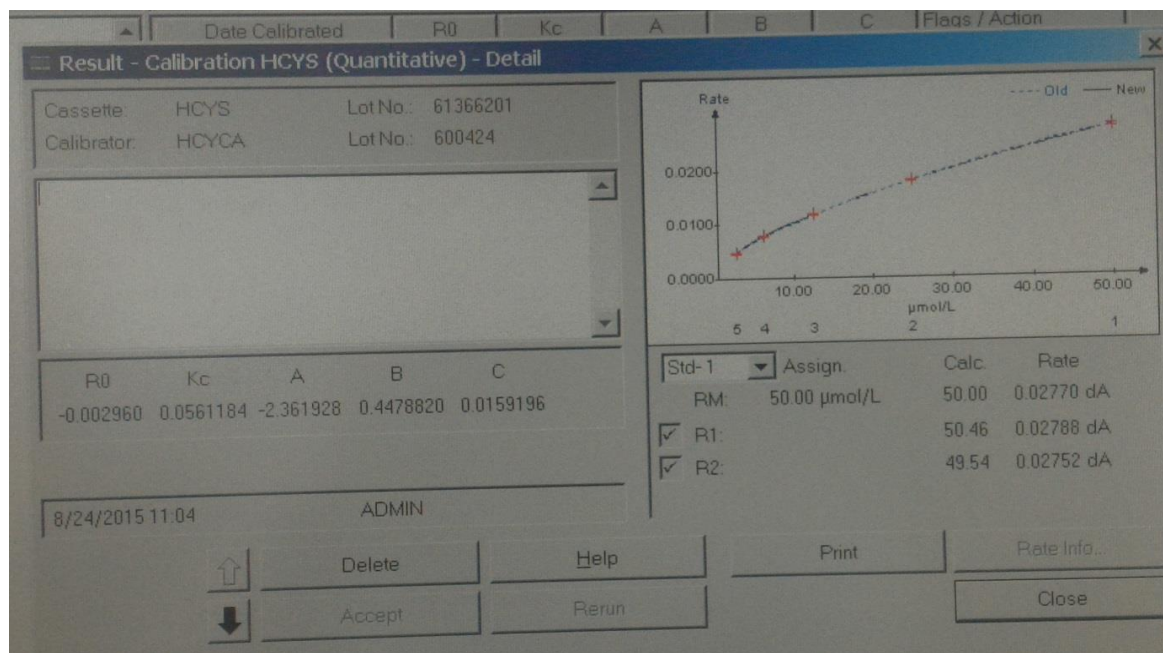 Date Calibrated R0 Kc A B C Flags / Action
Result - Calibration HCYS (Quantitative) - Detail
Cassette: HCYS Lot No.: 61366201
Calibrator: HCYCA Lot No.: 600424
R0 Kc A B C
-0.002960 0.0561184 -2.361928 0.4478820 0.0159196
8/24/2015 11:04 ADMIN
Rate
Old New
0.0200
0.0100
0.0000
10.00 20.00 30.00 40.00 50.00
µmol/L
5 4 3 2 1
Std-1 Assign. Calc. Rate
RM: 50.00 µmol/L 50.00 0.02770 dA
R1: 50.46 0.02788 dA
R2: 49.54 0.02752 dA
Delete Help Print Rate Info...
Accept Rerun Close